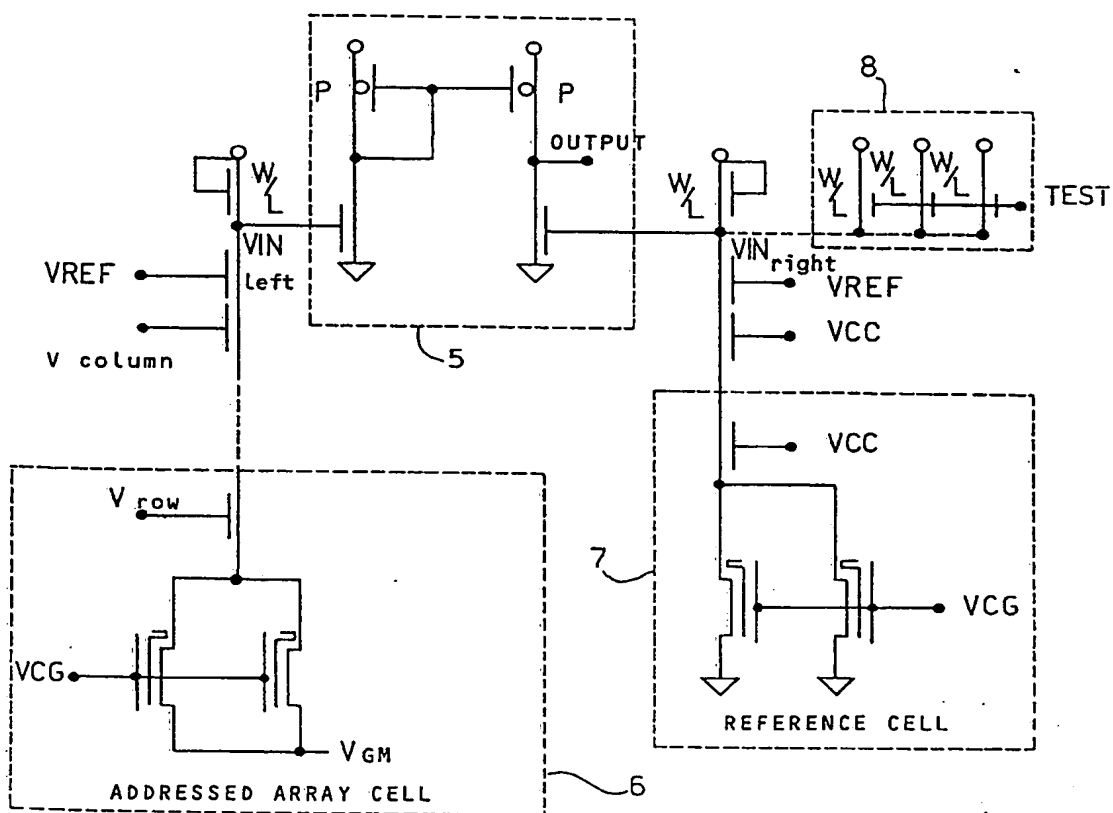 8
P
P
OUTPUT
W/L
W/L
W/L
W/L
W/L
TEST
VIN left
VIN right
VREF
VREF
V column
5
VCC
VCC
V row
7
VCG
VCG
REFERENCE CELL
VGM
ADDRESSED ARRAY CELL
6